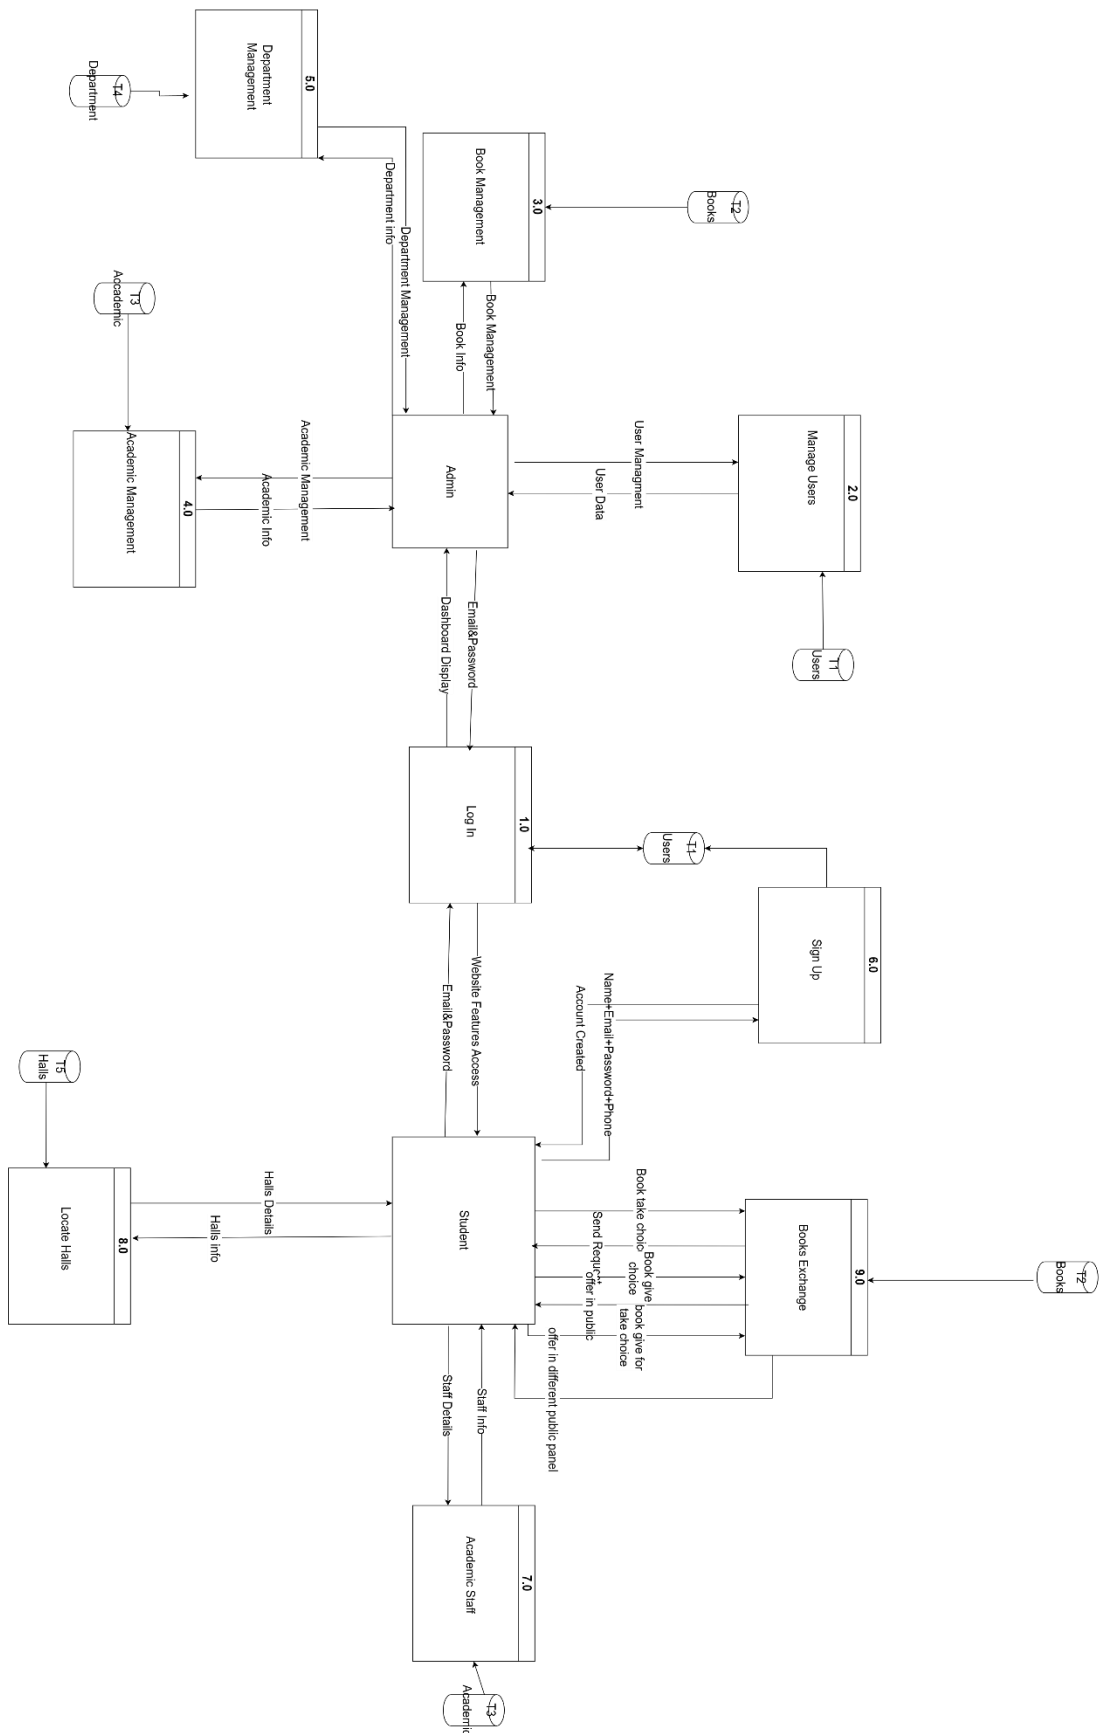 T2
Books
9.0
Books Exchange
6.0
Sign Up
2.0
Manage Users
T1
Users
T2
Books
T1
Users
User Managment
User Data
Name+Email+Password+Phone
Account Created
Book take choic
Send Request
Book give
choice
offer in public
book give for
take choice
offer in different public panel
3.0
Book Management
Book Management
Book Info
Admin
Email&Password
Dashboard Display
1.0
Log In
Website Features Access
Email&Password
Student
Staff Info
Staff Details
7.0
Academic Staff
T3
Academic
Department Management
Department info
5.0
Department
Management
T4
Department
Academic Management
Academic Info
4.0
Academic Management
T3
Accademic
Halls Details
Halls info
8.0
Locate Halls
T5
Halls